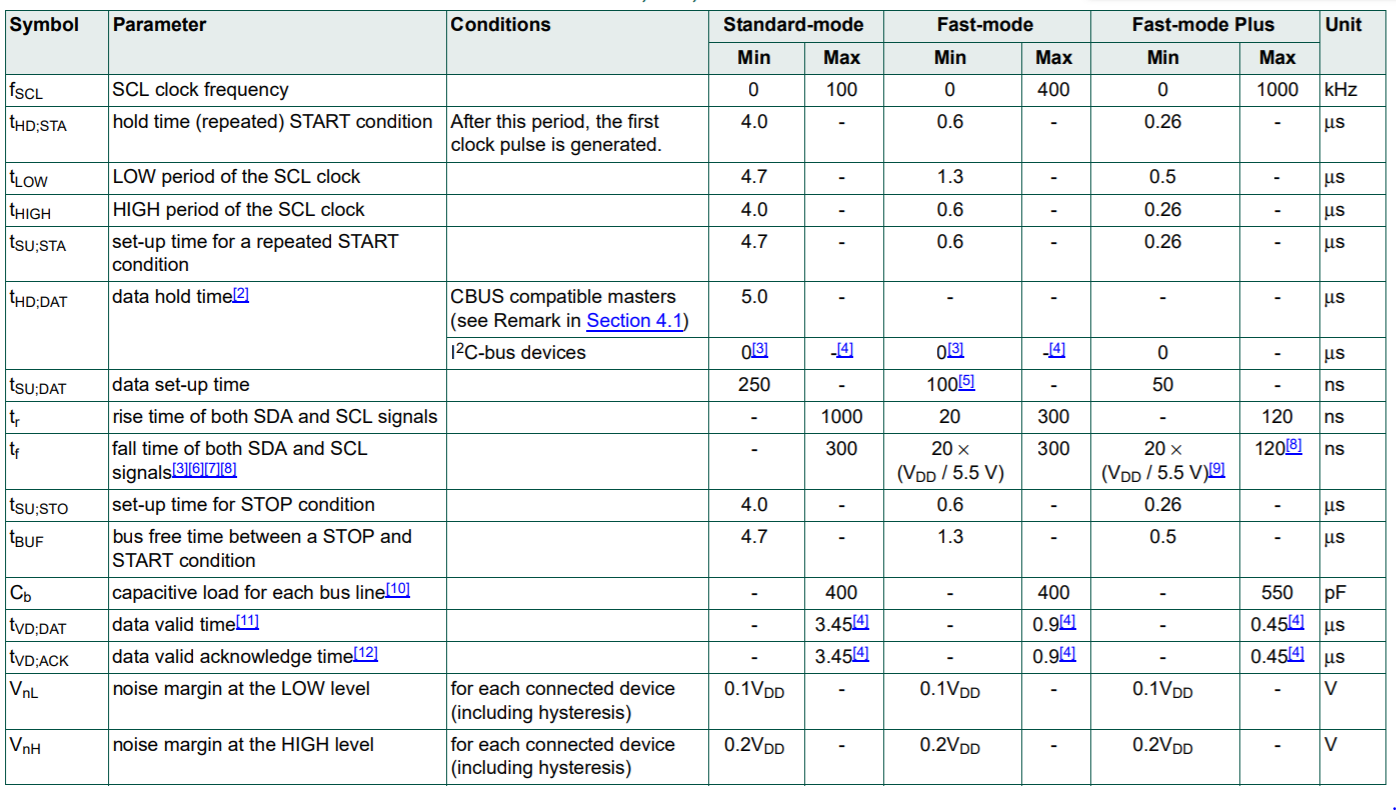 Symbol Parameter Conditions Standard-mode Fast-mode Fast-mode Plus Unit
Min Max Min Max Min Max
fSCL SCL clock frequency 0 100 0 400 0 1000 kHz
tHD;STA hold time (repeated) START condition After this period, the first 4.0 - 0.6 - 0.26 - μs
clock pulse is generated.
tLOW LOW period of the SCL clock 4.7 - 1.3 - 0.5 - μs
tHIGH HIGH period of the SCL clock 4.0 - 0.6 - 0.26 - μs
tSU;STA set-up time for a repeated START 4.7 - 0.6 - 0.26 - μs
condition
tHD;DAT data hold time[2] CBUS compatible masters 5.0 - - - - - μs
(see Remark in Section 4.1)
I2C-bus devices 0[3] -[4] 0[3] -[4] 0 - μs
tSU;DAT data set-up time 250 - 100[5] - 50 - ns
tr rise time of both SDA and SCL signals - 1000 20 300 - 120 ns
tf fall time of both SDA and SCL - 300 20 × 300 20 × 120[8] ns
signals[3][6][7][8] (VDD / 5.5 V) (VDD / 5.5 V)[9]
tSU;STO set-up time for STOP condition 4.0 - 0.6 - 0.26 - μs
tBUF bus free time between a STOP and 4.7 - 1.3 - 0.5 - μs
START condition
Cb capacitive load for each bus line[10] - 400 - 400 - 550 pF
tVD;DAT data valid time[11] - 3.45[4] - 0.9[4] - 0.45[4] μs
tVD;ACK data valid acknowledge time[12] - 3.45[4] - 0.9[4] - 0.45[4] μs
VnL noise margin at the LOW level for each connected device 0.1VDD - 0.1VDD - 0.1VDD - V
(including hysteresis)
VnH noise margin at the HIGH level for each connected device 0.2VDD - 0.2VDD - 0.2VDD - V
(including hysteresis)